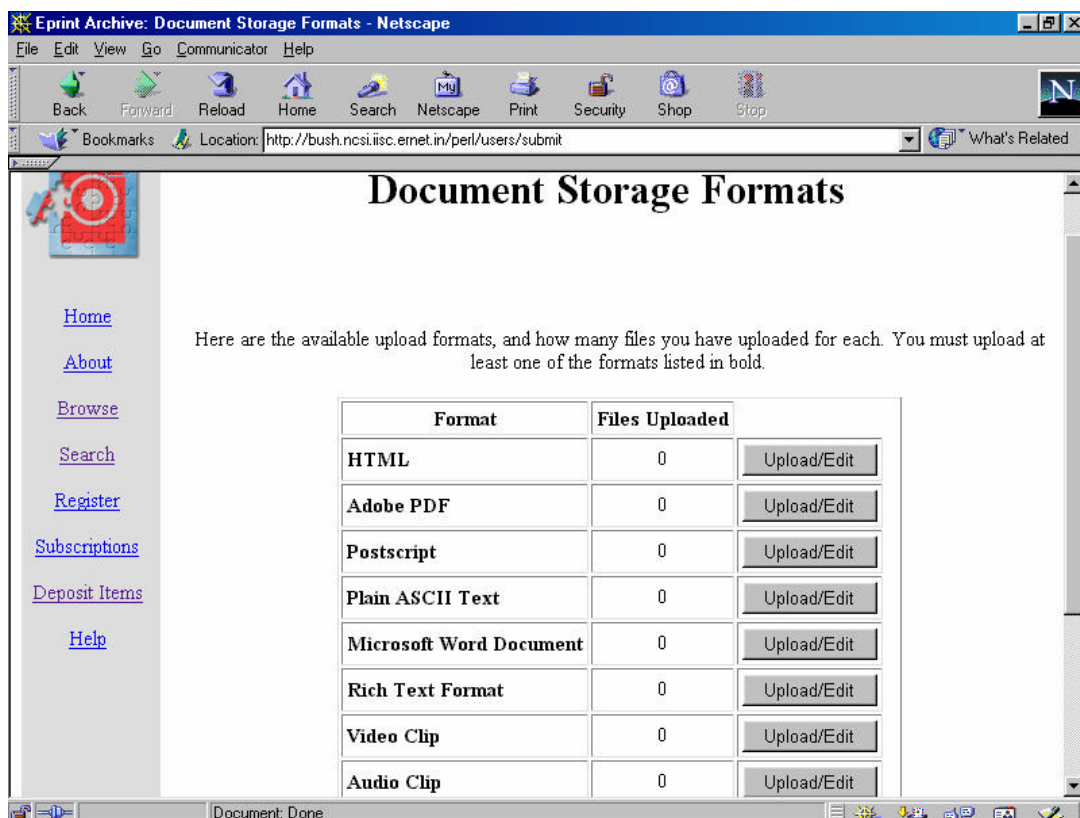 Eprint Archive: Document Storage Formats - Netscape
File Edit View Go Communicator Help
Back Forward Reload Home Search Netscape Print Security Shop Stop
My
N
Bookmarks Location: http://bush.ncsi.iisc.ernet.in/perl/users/submit What's Related
Document Storage Formats
Home
About
Browse
Search
Register
Subscriptions
Deposit Items
Help
Here are the available upload formats, and how many files you have uploaded for each. You must upload at
least one of the formats listed in bold.
Format Files Uploaded
HTML 0 Upload/Edit
Adobe PDF 0 Upload/Edit
Postscript 0 Upload/Edit
Plain ASCII Text 0 Upload/Edit
Microsoft Word Document 0 Upload/Edit
Rich Text Format 0 Upload/Edit
Video Clip 0 Upload/Edit
Audio Clip 0 Upload/Edit
Document: Done